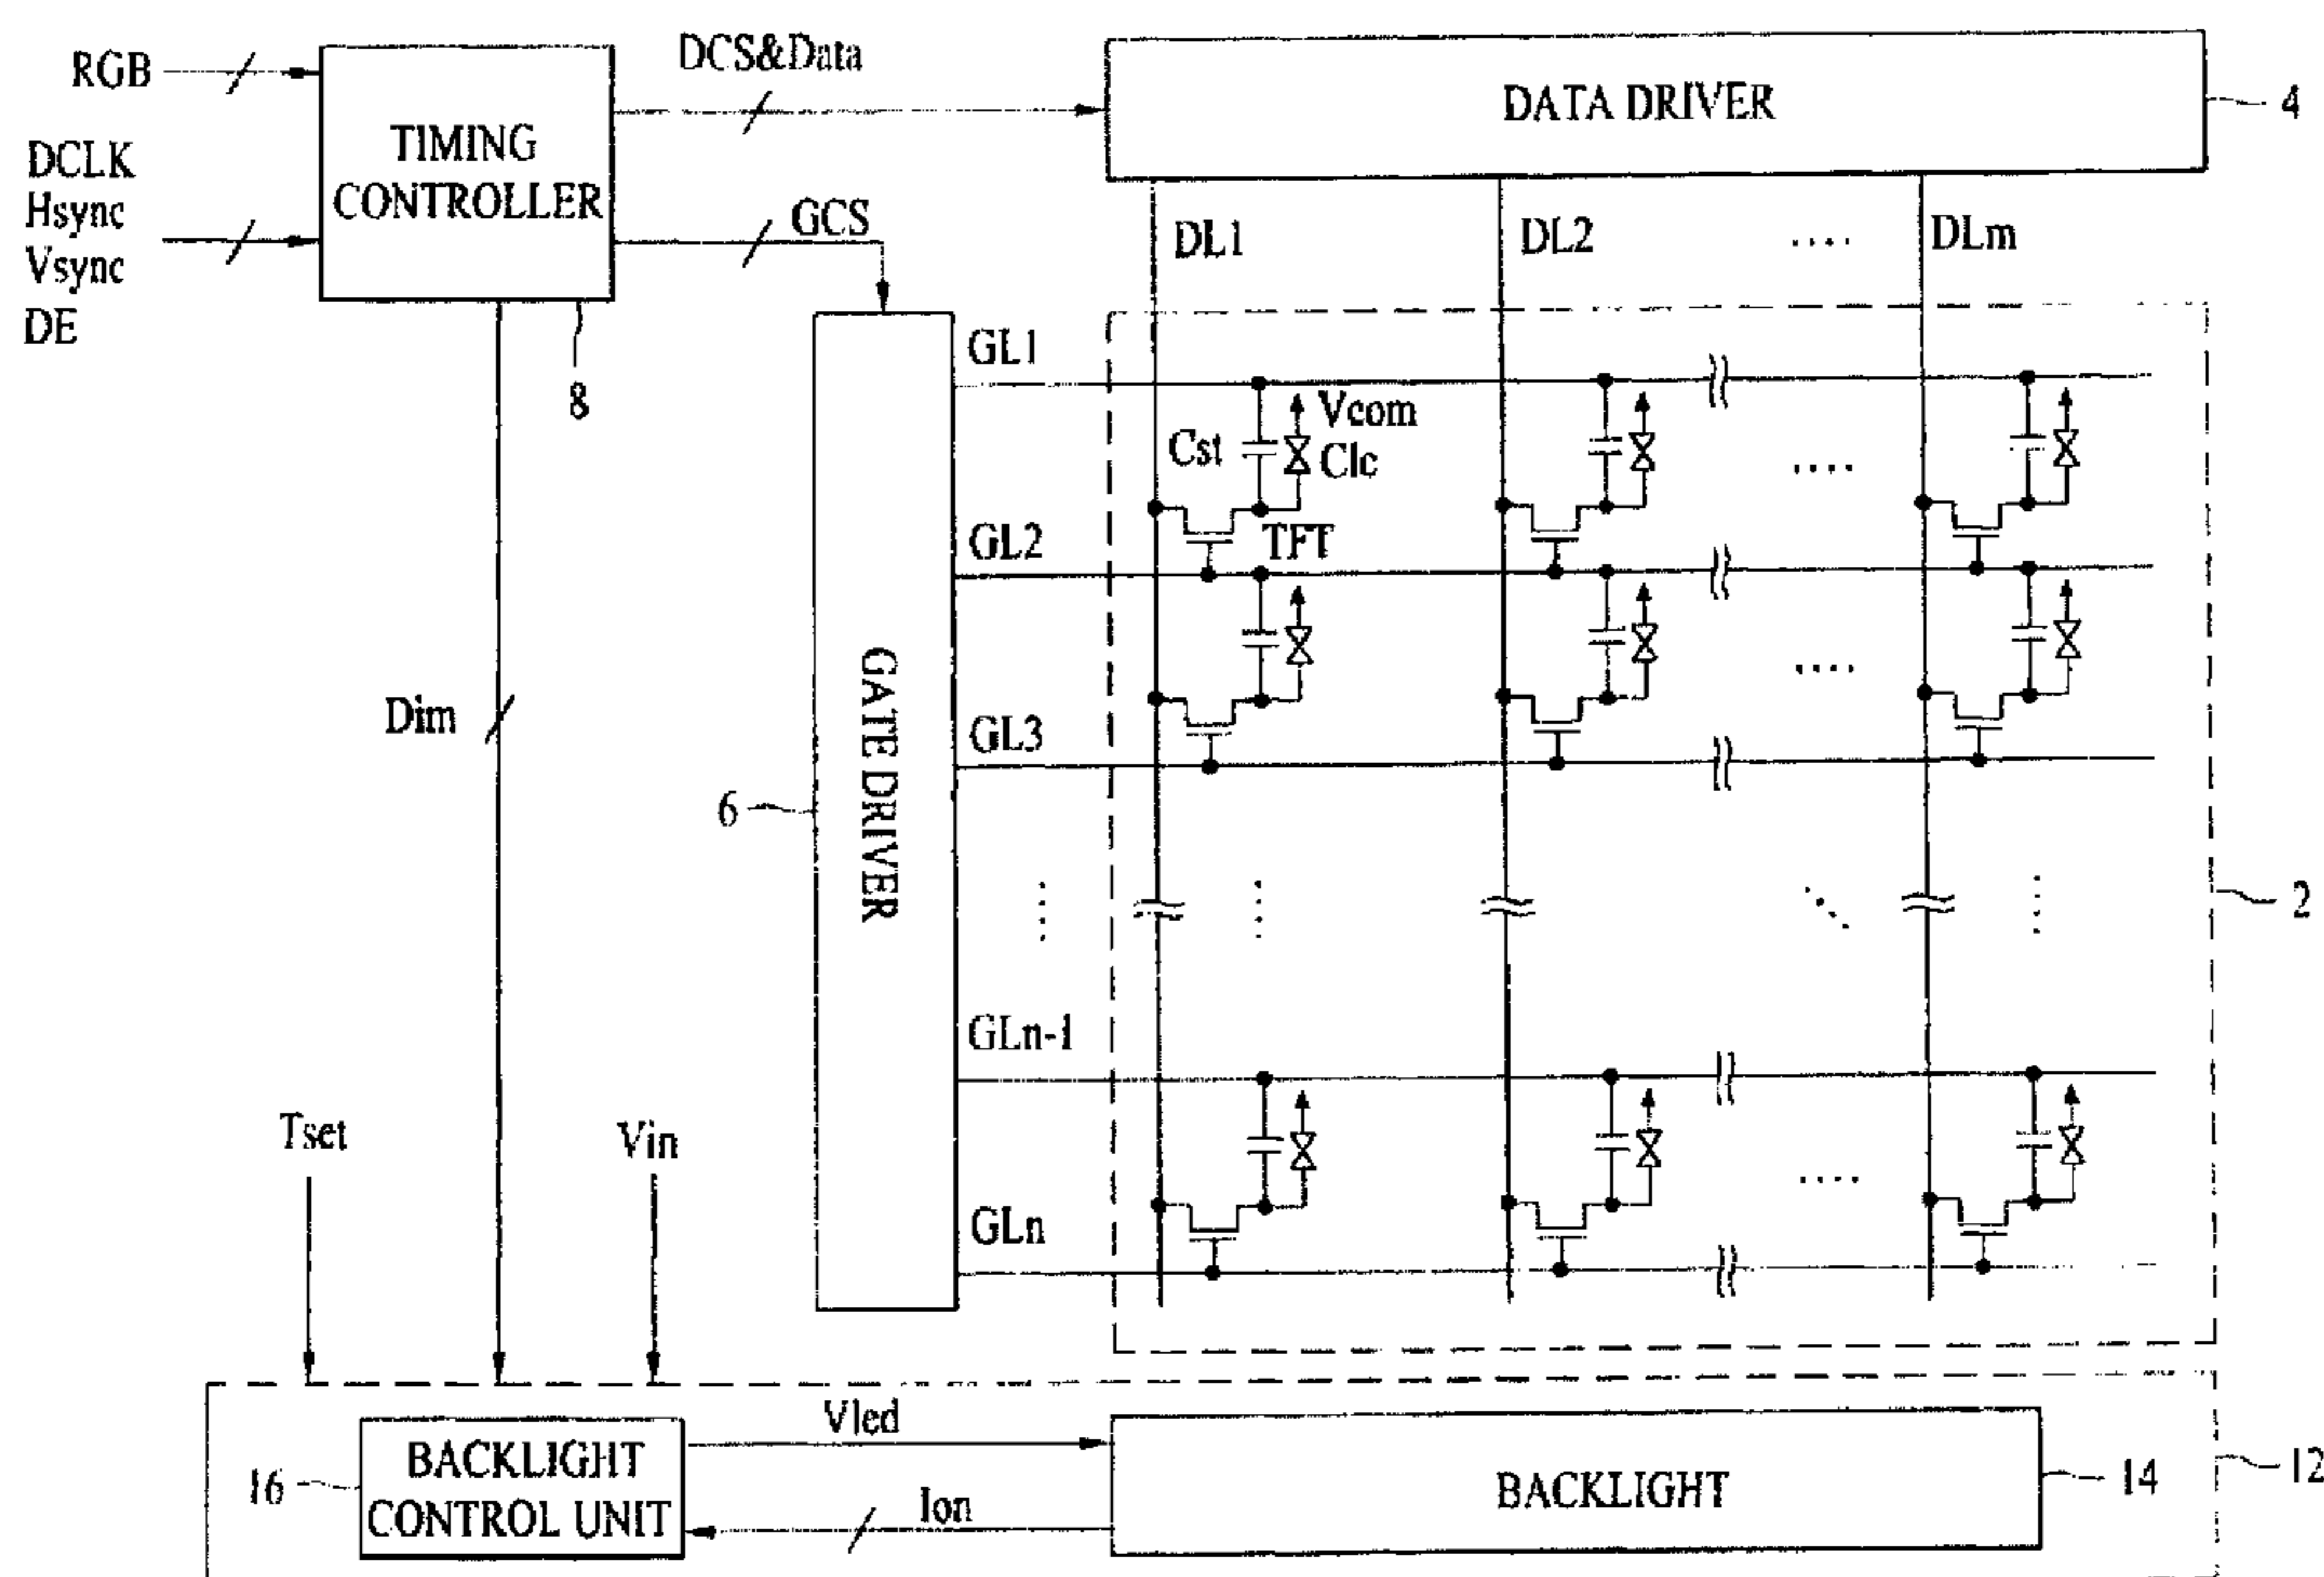 RGB
DCLK
Hsync
Vsync
DE
TIMING
CONTROLLER
8
DCS&Data
GCS
DATA DRIVER
4
DL1
DL2
....
DLm
GATE DRIVER
6
GL1
Vcom
Cst
Clc
....
GL2
TFT
....
GL3
2
GLn-1
....
GLn
Dim
Tset
Vin
BACKLIGHT
CONTROL UNIT
16
Vled
Ion
BACKLIGHT
14
12